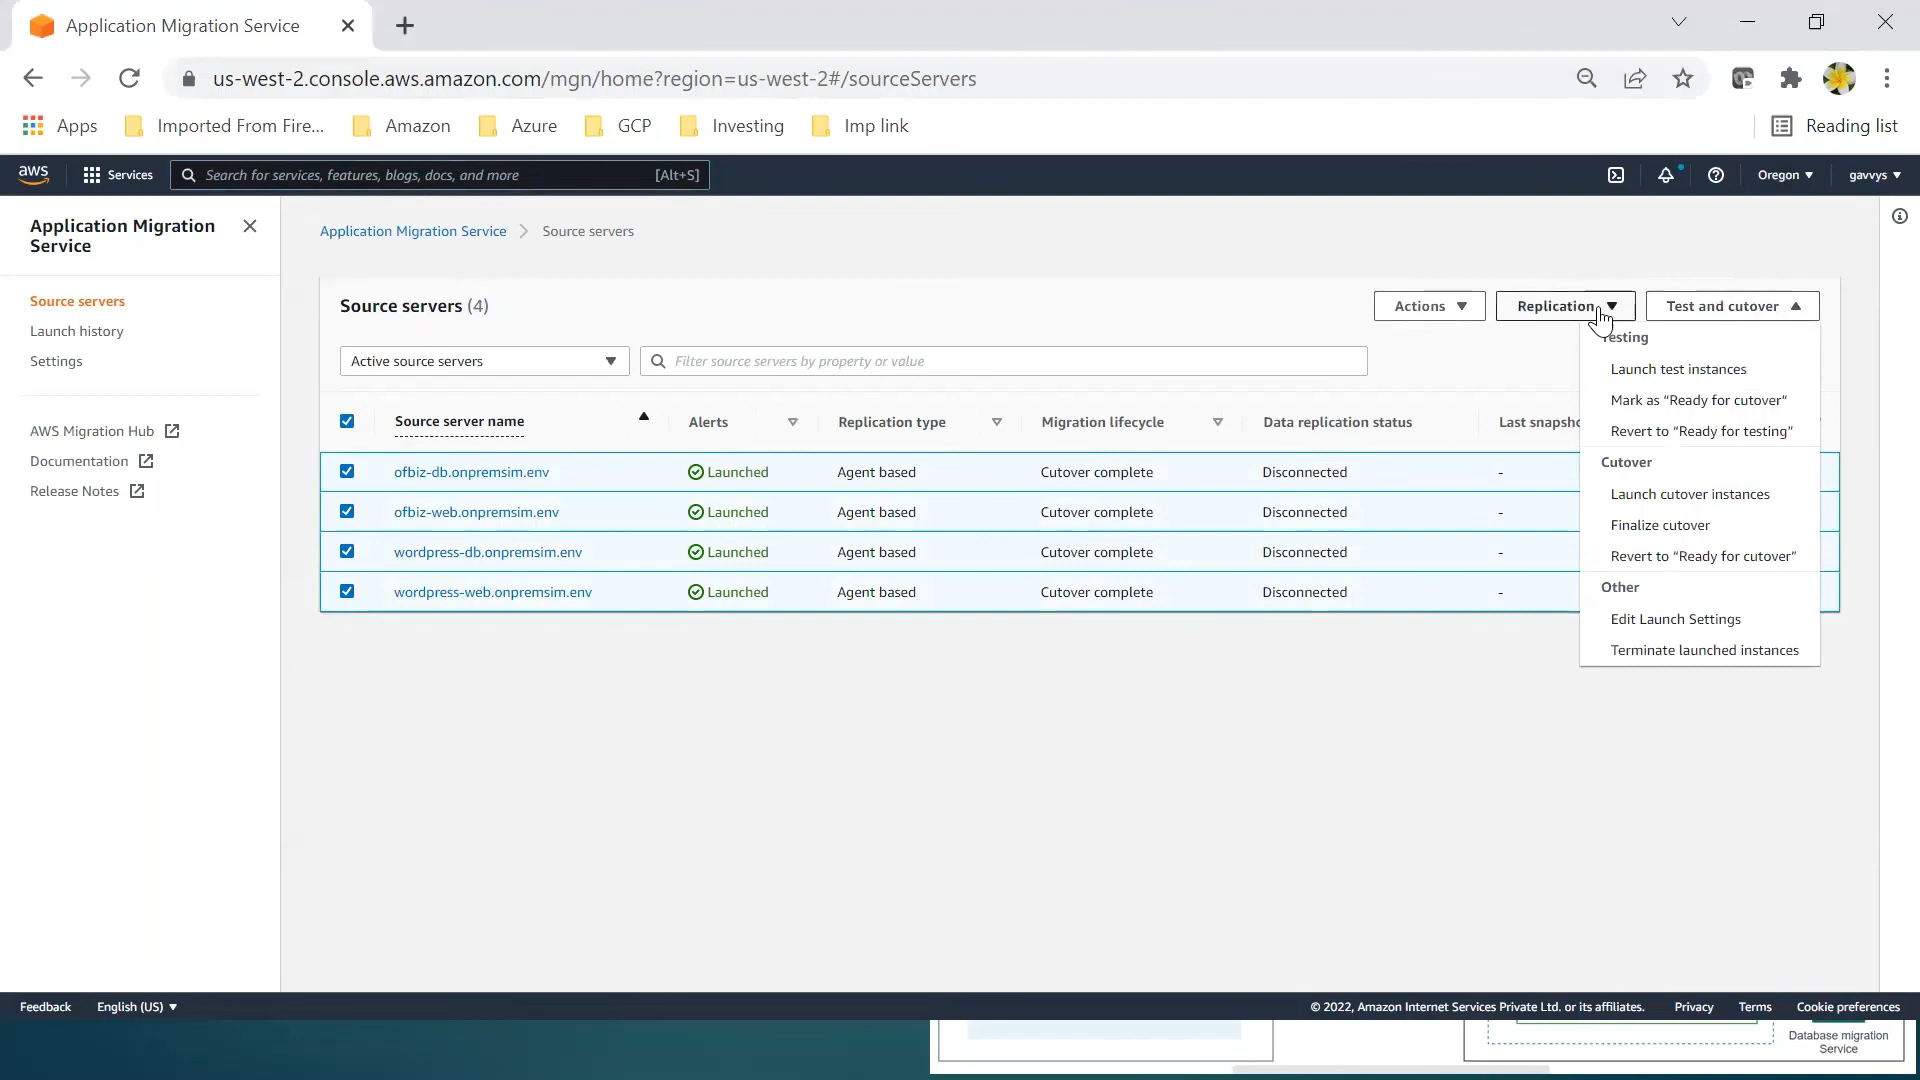 Application Migration Service
us-west-2.console.aws.amazon.com/mgn/home?region=us-west-2#/sourceServers
Apps Imported From Fire... Amazon Azure GCP Investing Imp link Reading list
aws Services Search for services, features, blogs, docs, and more [Alt+S] Oregon gavvys
Application Migration Service
Source servers
Launch history
Settings
AWS Migration Hub
Documentation
Release Notes
Application Migration Service Source servers
Source servers (4) Actions Replication Test and cutover
Active source servers Filter source servers by property or value
Source server name Alerts Replication type Migration lifecycle Data replication status Last
ofbiz-db.onpremsim.env Launched Agent based Cutover complete Disconnected -
ofbiz-web.onpremsim.env Launched Agent based Cutover complete Disconnected -
wordpress-db.onpremsim.env Launched Agent based Cutover complete Disconnected -
wordpress-web.onpremsim.env Launched Agent based Cutover complete Disconnected -
Testing
Launch test instances
Mark as “Ready for cutover”
Revert to “Ready for testing”
Cutover
Launch cutover instances
Finalize cutover
Revert to “Ready for cutover”
Other
Edit Launch Settings
Terminate launched instances
Feedback English (US) © 2022, Amazon Internet Services Private Ltd. or its affiliates. Privacy Terms Cookie preferences
Database migration
Service